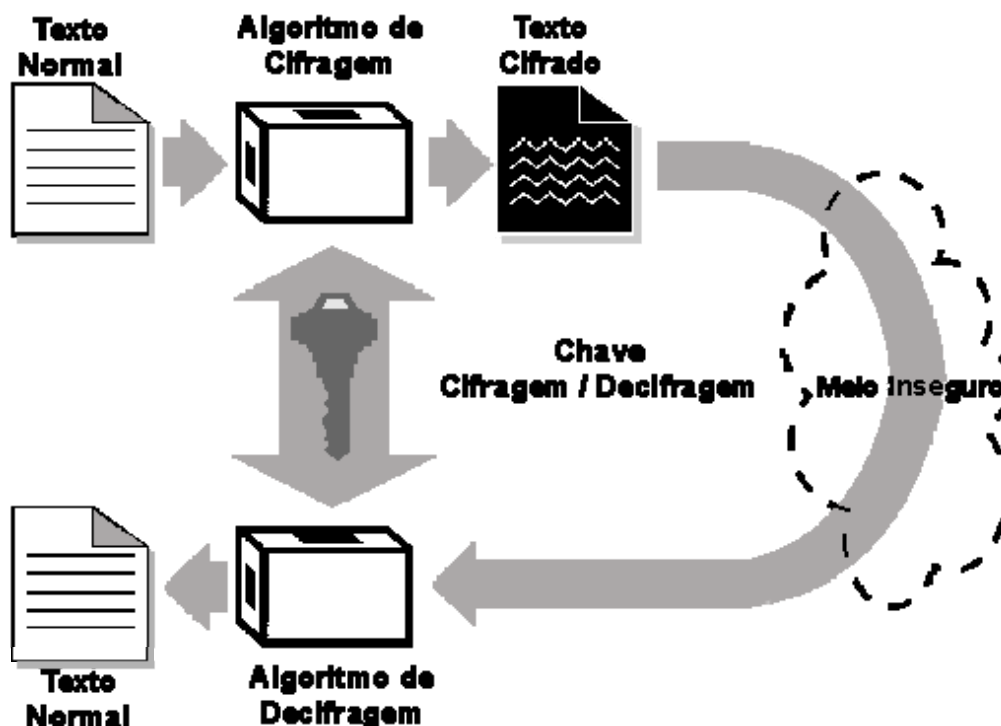 Texto
Normal
Algoritmo de
Cifragem
Texto
Cifrado
Chave
Cifragem / Decifragem
Meio Inseguro
Texto
Normal
Algoritmo de
Decifragem